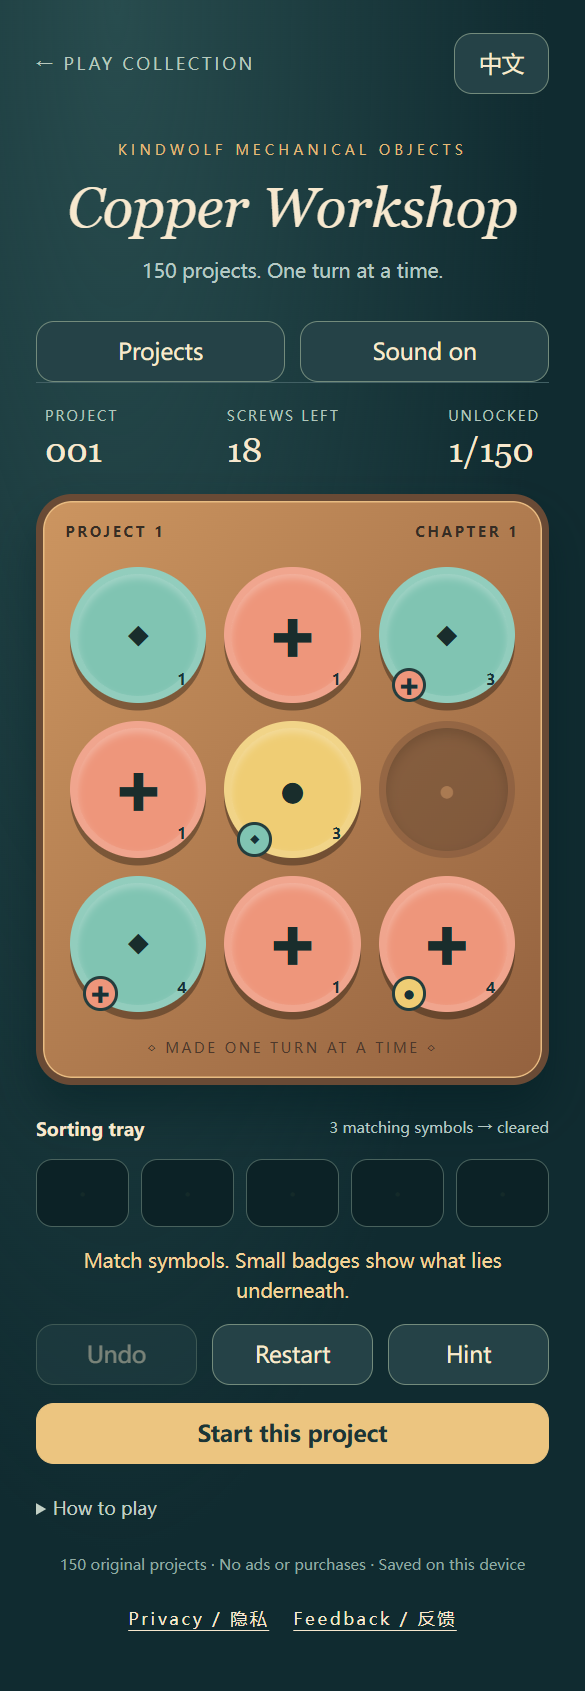 ← PLAY COLLECTION
中文
KINDWOLF MECHANICAL OBJECTS
Copper Workshop
150 projects. One turn at a time.
Projects
Sound on
PROJECT
SCREWS LEFT
UNLOCKED
001
18
1/150
PROJECT 1
CHAPTER 1
1
1
3
1
3
4
1
4
⋄ MADE ONE TURN AT A TIME ⋄
Sorting tray
3 matching symbols → cleared
Match symbols. Small badges show what lies
underneath.
Undo
Restart
Hint
Start this project
▶ How to play
150 original projects · No ads or purchases · Saved on this device
Privacy / 隐私
Feedback / 反馈